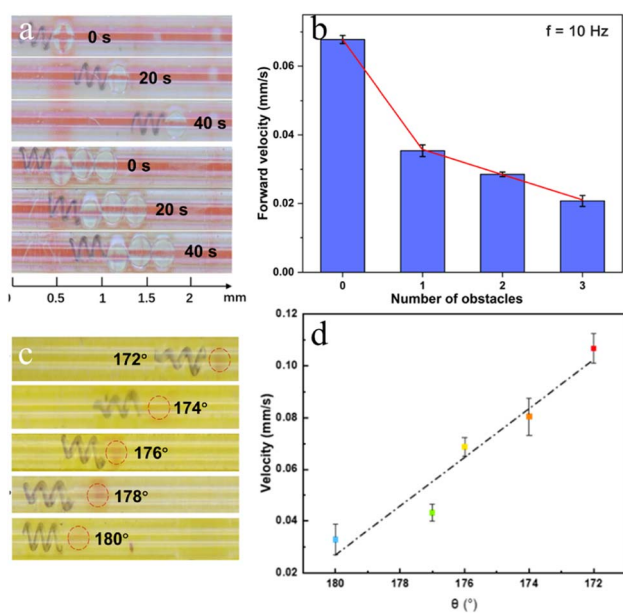 a
0 s
20 s
40 s
0 s
20 s
40 s
0 0.5 1 1.5 2 mm
b
f = 10 Hz
Forward velocity (mm/s)
0.06
0.04
0.02
0.00
0 1 2 3
Number of obstacles
c
172°
174°
176°
178°
180°
d
Velocity (mm/s)
0.12
0.10
0.08
0.06
0.04
0.02
180 178 176 174 172
θ (°)